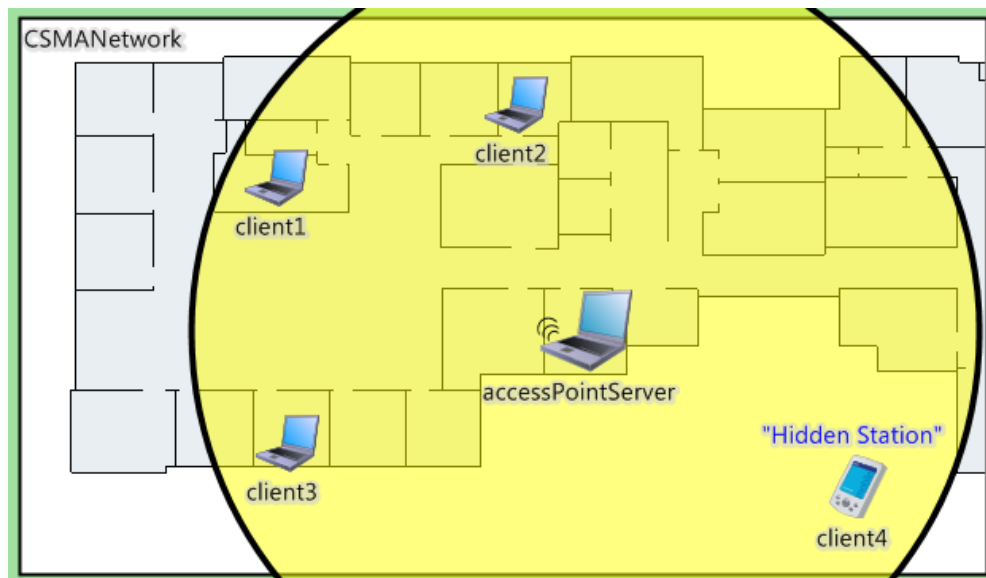 CSMANetwork
client2
client1
accessPointServer
"Hidden Station"
client3
client4